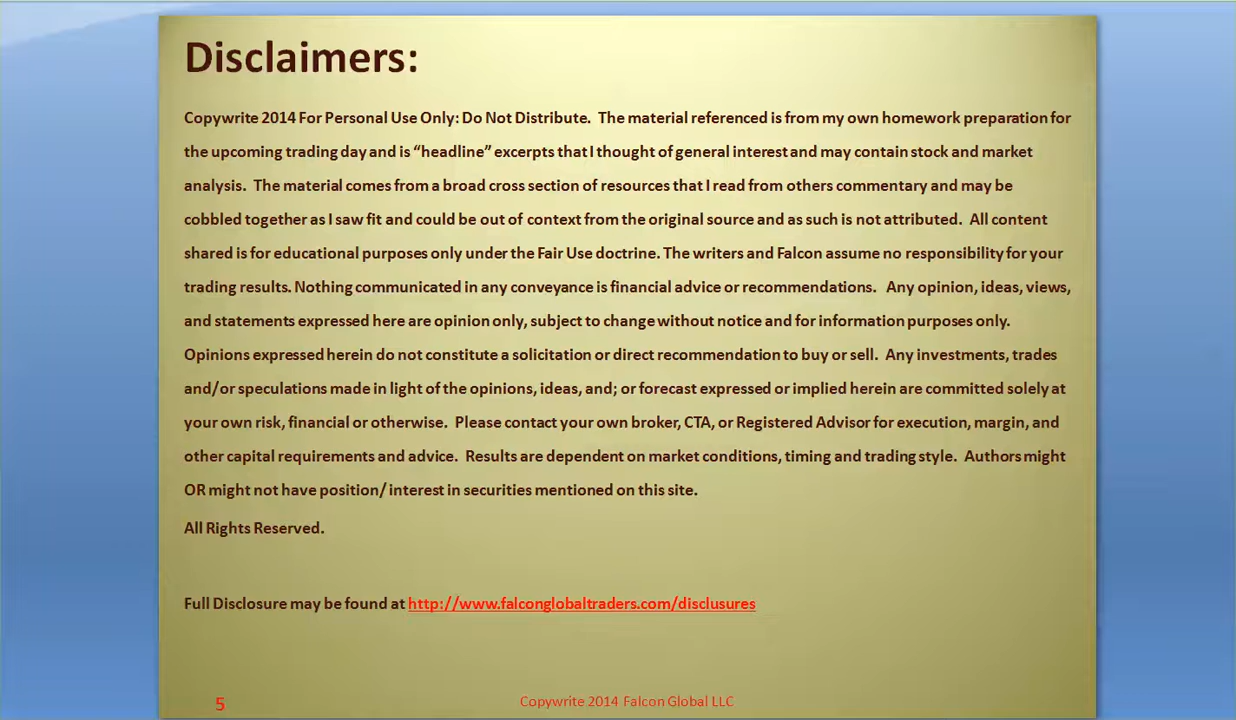 Disclaimers:
Copywrite 2014 For Personal Use Only: Do Not Distribute.  The material referenced is from my own homework preparation for
the upcoming trading day and is “headline” excerpts that I thought of general interest and may contain stock and market
analysis.  The material comes from a broad cross section of resources that I read from others commentary and may be
cobbled together as I saw fit and could be out of context from the original source and as such is not attributed.  All content
shared is for educational purposes only under the Fair Use doctrine. The writers and Falcon assume no responsibility for your
trading results. Nothing communicated in any conveyance is financial advice or recommendations.   Any opinion, ideas, views,
and statements expressed here are opinion only, subject to change without notice and for information purposes only.
Opinions expressed herein do not constitute a solicitation or direct recommendation to buy or sell.  Any investments, trades
and/or speculations made in light of the opinions, ideas, and; or forecast expressed or implied herein are committed solely at
your own risk, financial or otherwise.  Please contact your own broker, CTA, or Registered Advisor for execution, margin, and
other capital requirements and advice.  Results are dependent on market conditions, timing and trading style.  Authors might
OR might not have position/ interest in securities mentioned on this site.
All Rights Reserved.
Full Disclosure may be found at http://www.falconglobaltraders.com/disclusures
5
Copywrite 2014 Falcon Global LLC